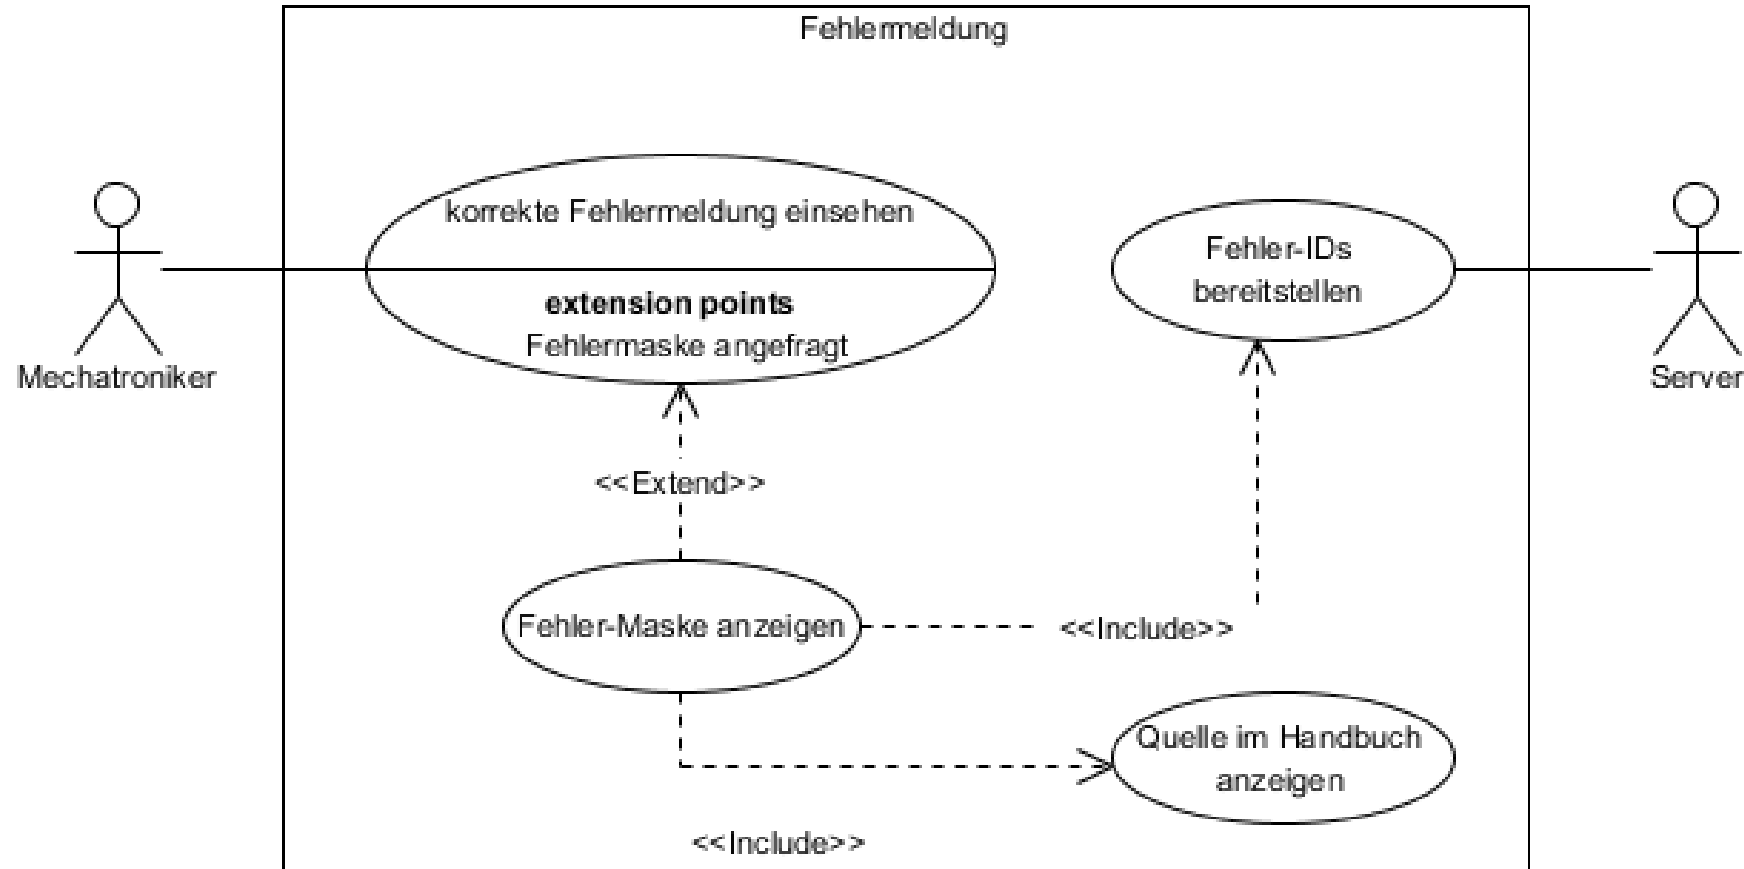 Fehlermeldung
korrekte Fehlermeldung einsehen
extension points
Fehlermaske angefragt
Fehler-IDs
bereitstellen
Mechatroniker
Server
<<Extend>>
Fehler-Maske anzeigen
<<Include>>
Quelle im Handbuch
anzeigen
<<Include>>